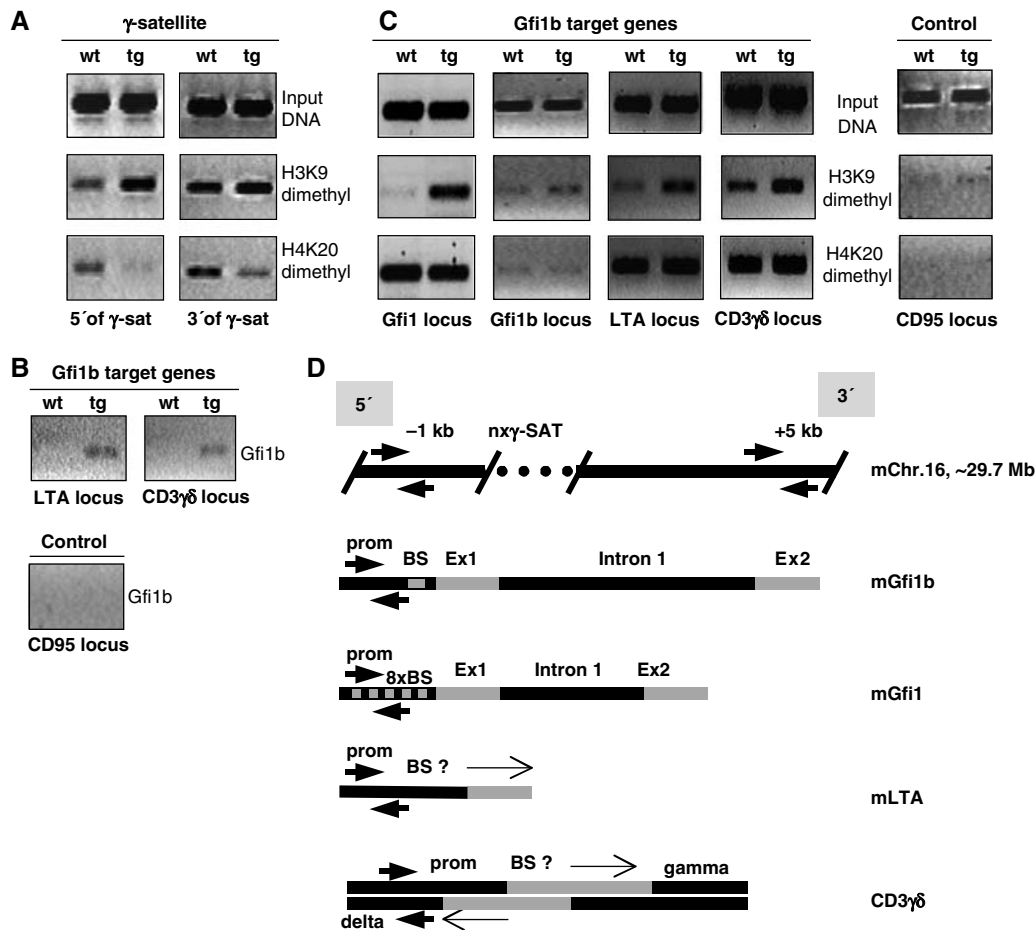 A
γ-satellite
wt tg wt tg
Input
DNA
H3K9
dimethyl
H4K20
dimethyl
5´of γ-sat 3´of γ-sat
C
Gfi1b target genes
Control
wt tg wt tg wt tg wt tg wt tg
Input
DNA
H3K9
dimethyl
H4K20
dimethyl
Gfi1 locus Gfi1b locus LTA locus CD3γδ locus CD95 locus
B
Gfi1b target genes
wt tg wt tg
Gfi1b
LTA locus CD3γδ locus
Control
Gfi1b
CD95 locus
D
5´ 3´
–1 kb nxγ-SAT +5 kb
mChr.16, ~29.7 Mb
prom BS Ex1 Intron 1 Ex2
mGfi1b
prom 8xBS Ex1 Intron 1 Ex2
mGfi1
prom BS ?
mLTA
prom BS ? gamma
CD3γδ
delta